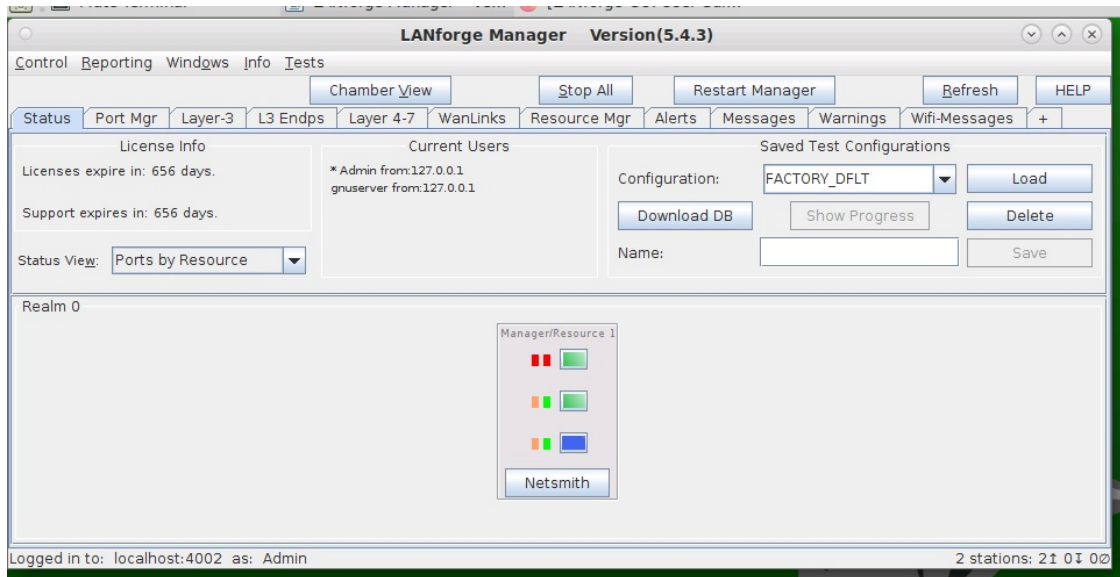 LANforge Manager Version(5.4.3)
Control Reporting Windows Info Tests
Chamber View Stop All Restart Manager Refresh HELP
Status Port Mgr Layer-3 L3 Endps Layer 4-7 WanLinks Resource Mgr Alerts Messages Warnings Wifi-Messages +
License Info
Licenses expire in: 656 days.
Support expires in: 656 days.
Status View: Ports by Resource
Current Users
* Admin from:127.0.0.1
gnuserver from:127.0.0.1
Saved Test Configurations
Configuration: FACTORY_DFLT Load
Download DB Show Progress Delete
Name: Save
Realm 0
Manager/Resource 1
Netsmith
Logged in to: localhost:4002 as: Admin
2 stations: 2↥ 0↧ 0∅